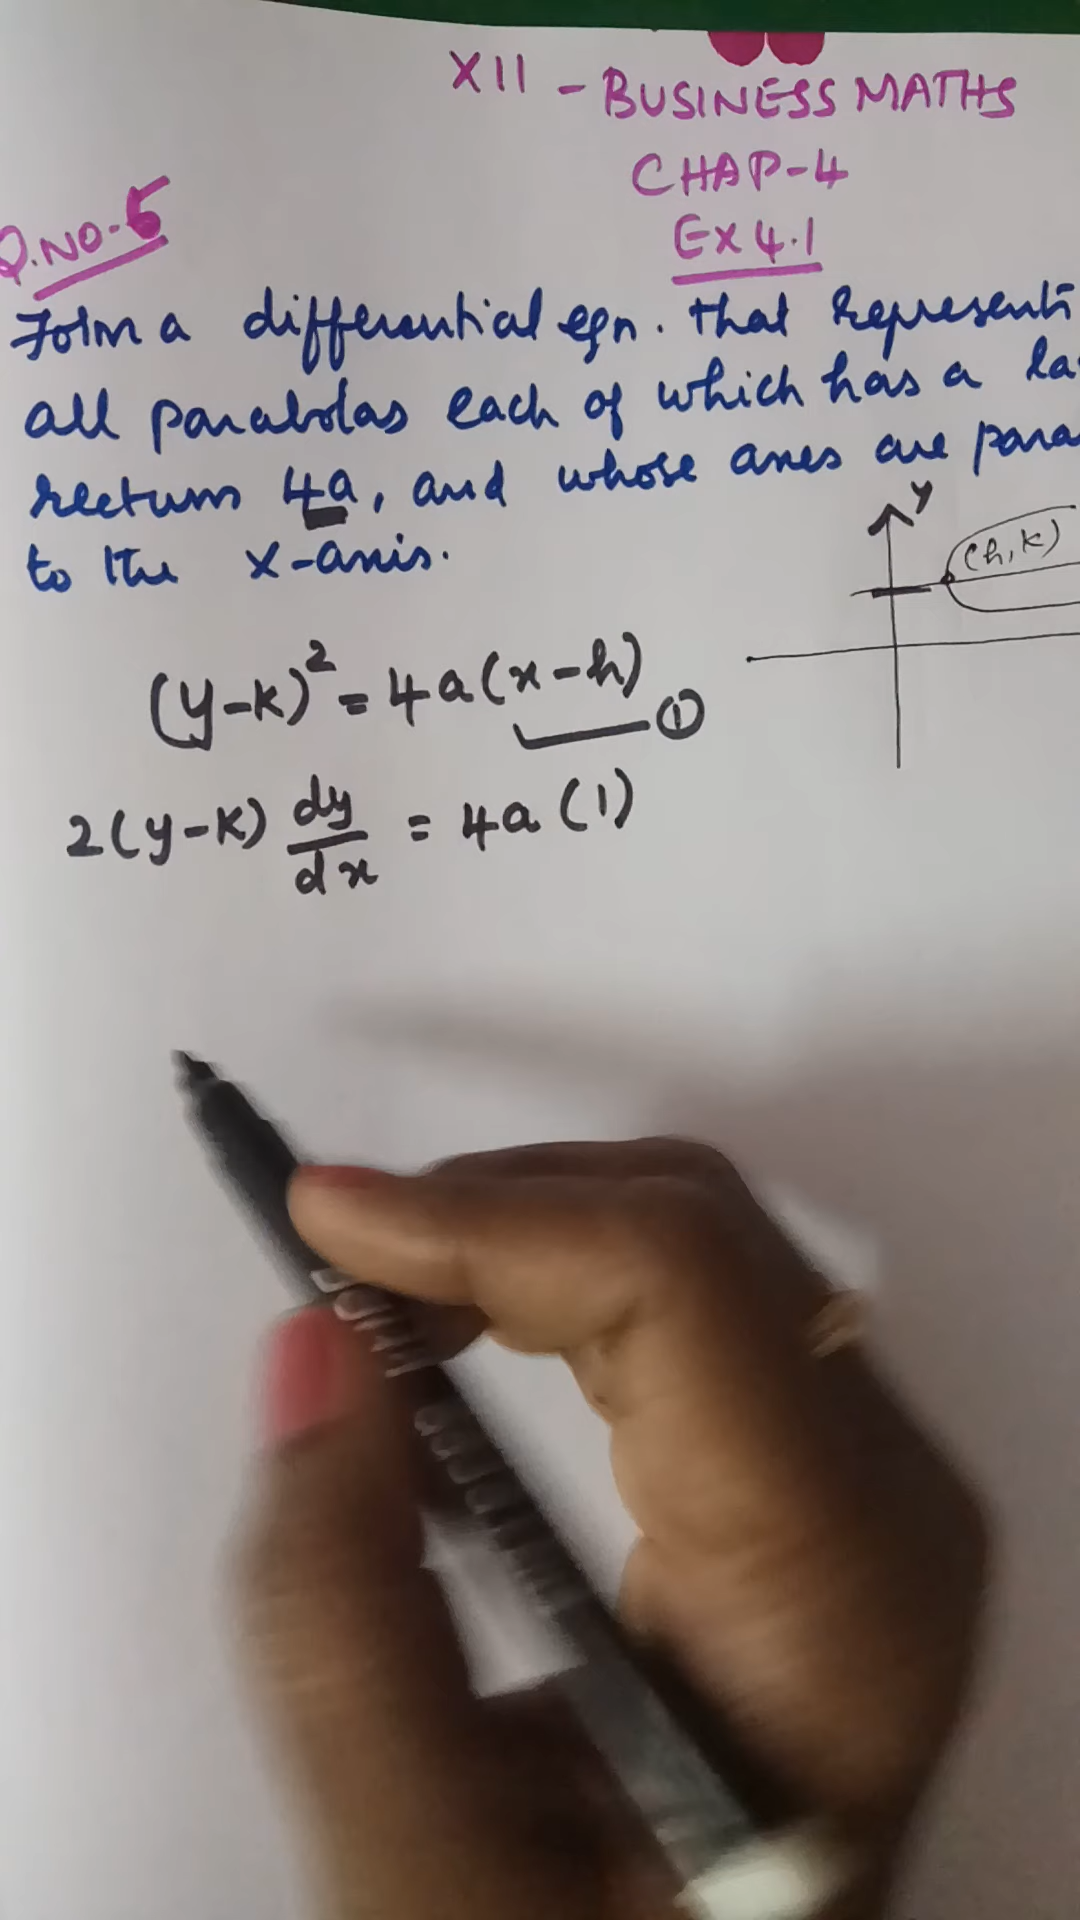 XII - BUSINESS MATHS
CHAP-4
EX 4.1
Q.NO-5
Form a differential eqn. that represents
all parabolas each of which has a
rectum 4a, and whose axes are
to the x-axis.
y
(h,k)
(y-k)² = 4a(x-h)
①
2(y-k) dy/dx = 4a(1)